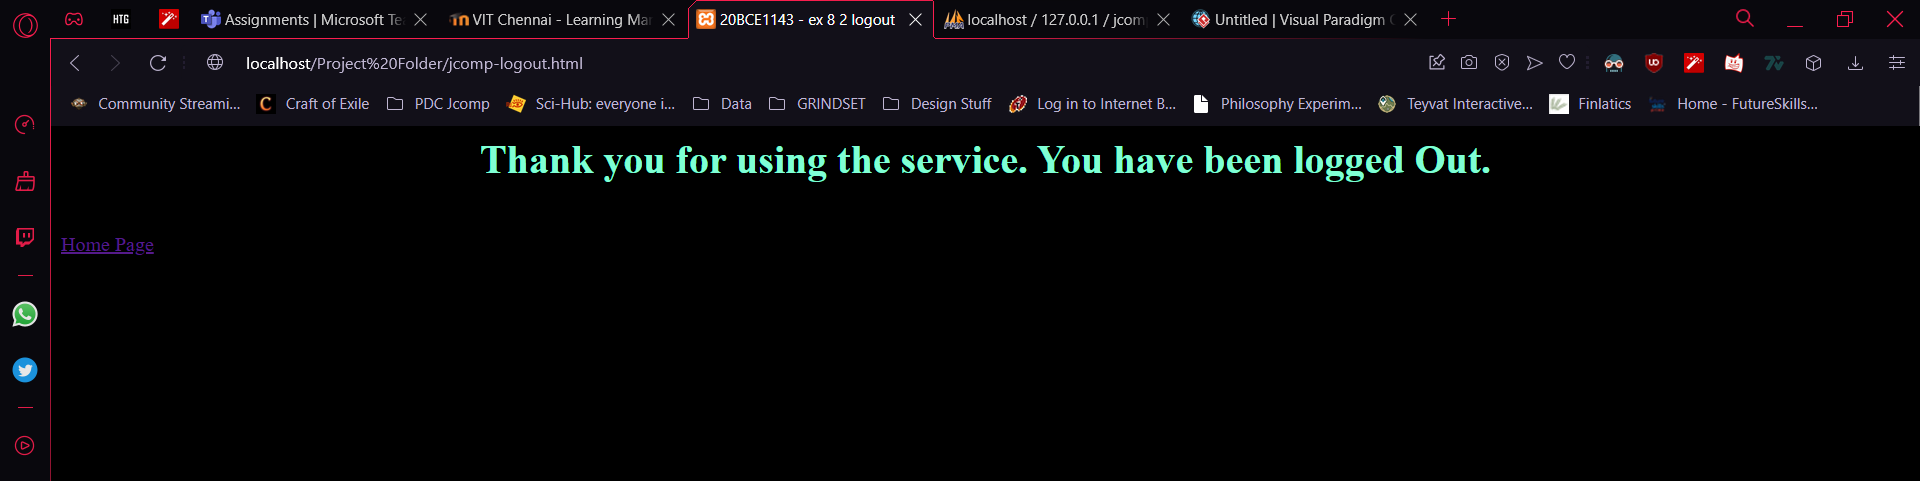 HTG Assignments | Microsoft Te VIT Chennai - Learning Mar 20BCE1143 - ex 8 2 logout localhost / 127.0.0.1 / jcom Untitled | Visual Paradigm
localhost/Project%20Folder/jcomp-logout.html
Community Streami... Craft of Exile PDC Jcomp Sci-Hub: everyone i... Data GRINDSET Design Stuff Log in to Internet B... Philosophy Experim... Teyvat Interactive... Finlatics Home - FutureSkills...
Thank you for using the service. You have been logged Out.
Home Page